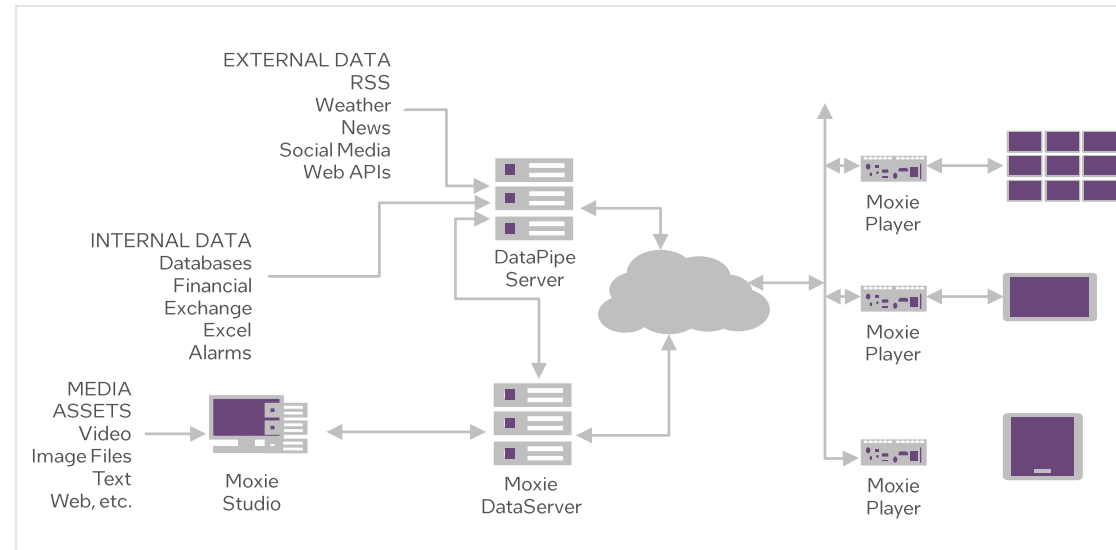 EXTERNAL DATA
RSS
Weather
News
Social Media
Web APIs
INTERNAL DATA
Databases
Financial
Exchange
Excel
Alarms
MEDIA
ASSETS
Video
Image Files
Text
Web, etc.
Moxie
Studio
DataPipe
Server
Moxie
DataServer
Moxie
Player
Moxie
Player
Moxie
Player